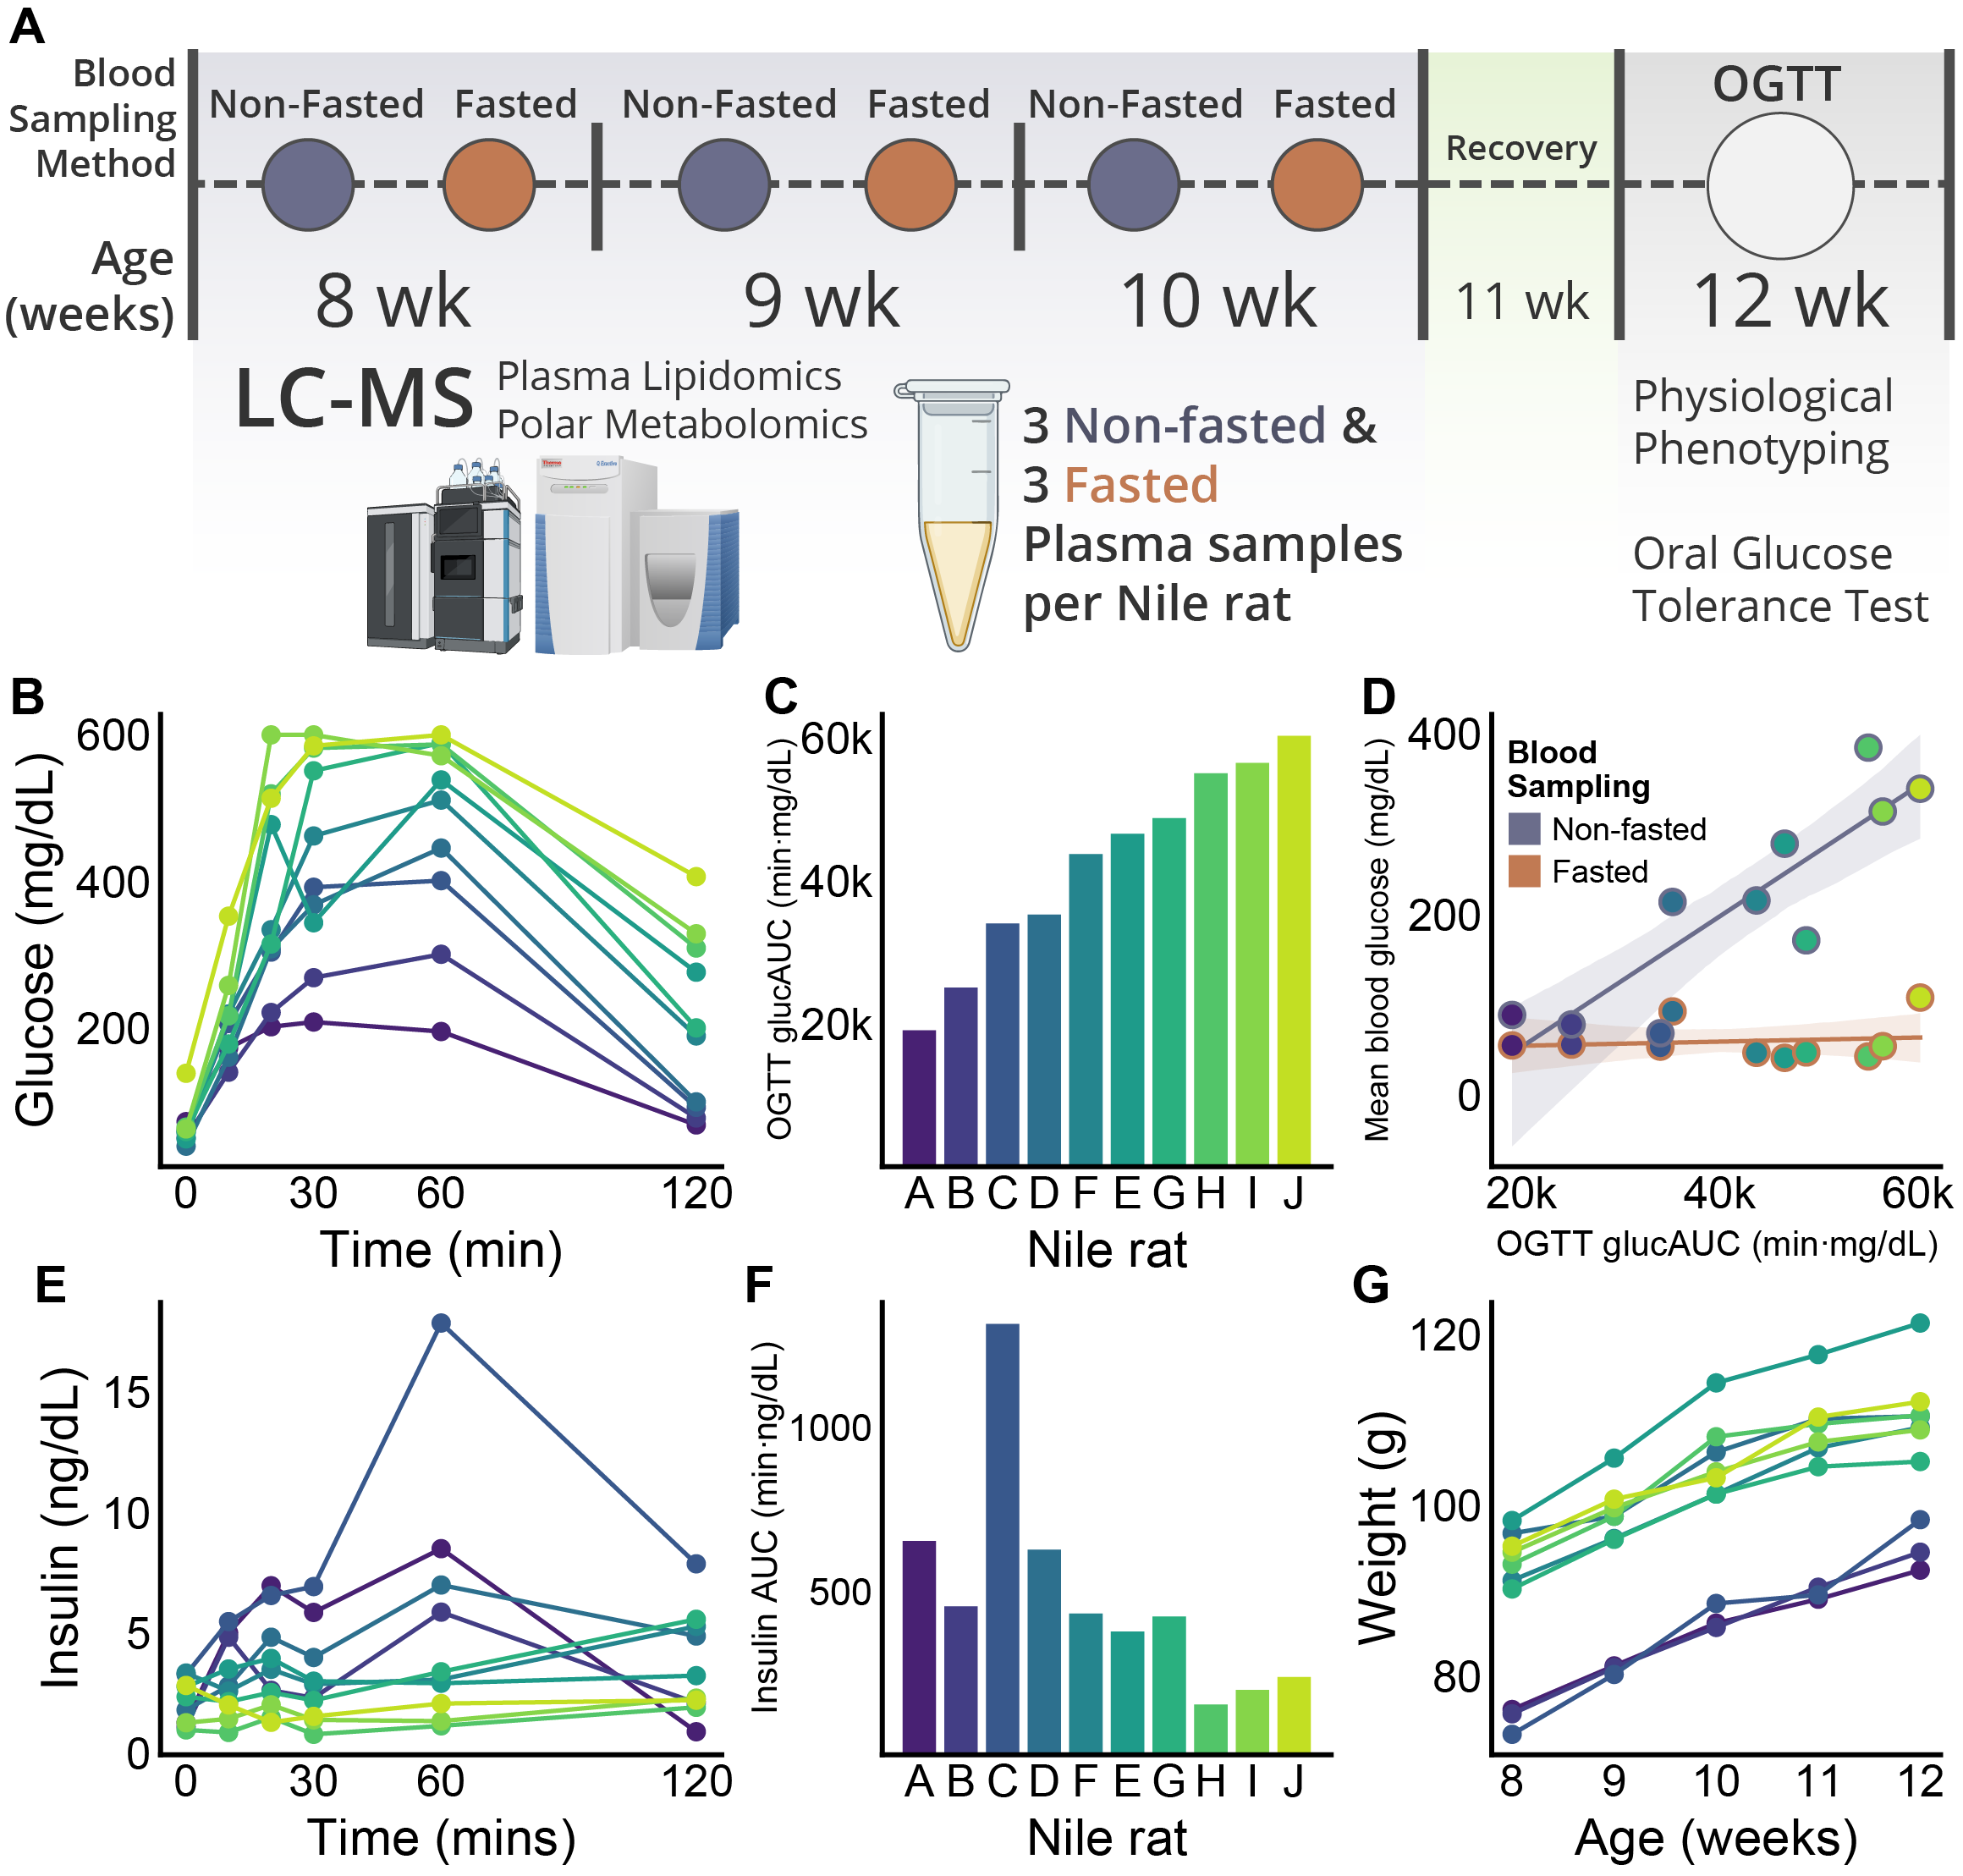 A
Blood
Sampling
Method
Non-Fasted
Fasted
Non-Fasted
Fasted
Non-Fasted
Fasted
Recovery
OGTT
Age
(weeks)
8 wk
9 wk
10 wk
11 wk
12 wk
LC-MS
Plasma Lipidomics
Polar Metabolomics
3 Non-fasted &
3 Fasted
Plasma samples
per Nile rat
Physiological
Phenotyping
Oral Glucose
Tolerance Test
B
Glucose (mg/dL)
600
400
200
0
30
60
120
Time (min)
C
OGTT glucAUC (min·mg/dL)
60k
40k
20k
A B C D F E G H I J
Nile rat
D
Mean blood glucose (mg/dL)
400
200
0
Blood
Sampling
Non-fasted
Fasted
20k
40k
60k
OGTT glucAUC (min·mg/dL)
E
Insulin (ng/dL)
15
10
5
0
0
30
60
120
Time (mins)
F
Insulin AUC (min·ng/dL)
1000
500
A B C D F E G H I J
Nile rat
G
Weight (g)
120
100
80
8
9
10
11
12
Age (weeks)